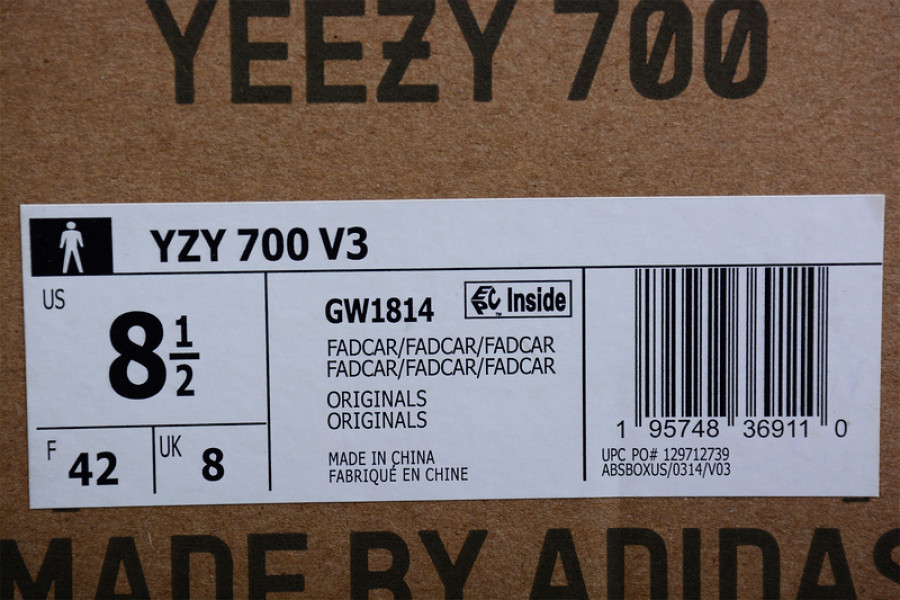 YEEZY 700
YZY 700 V3
US
8 1/2
F 42
UK 8
GW1814
EPC Inside
™
FADCAR/FADCAR/FADCAR
FADCAR/FADCAR/FADCAR
ORIGINALS
ORIGINALS
MADE IN CHINA
FABRIQUÉ EN CHINE
1 95748 36911 0
UPC PO# 129712739
ABSBOXUS/0314/V03
MADE BY ADIDAS